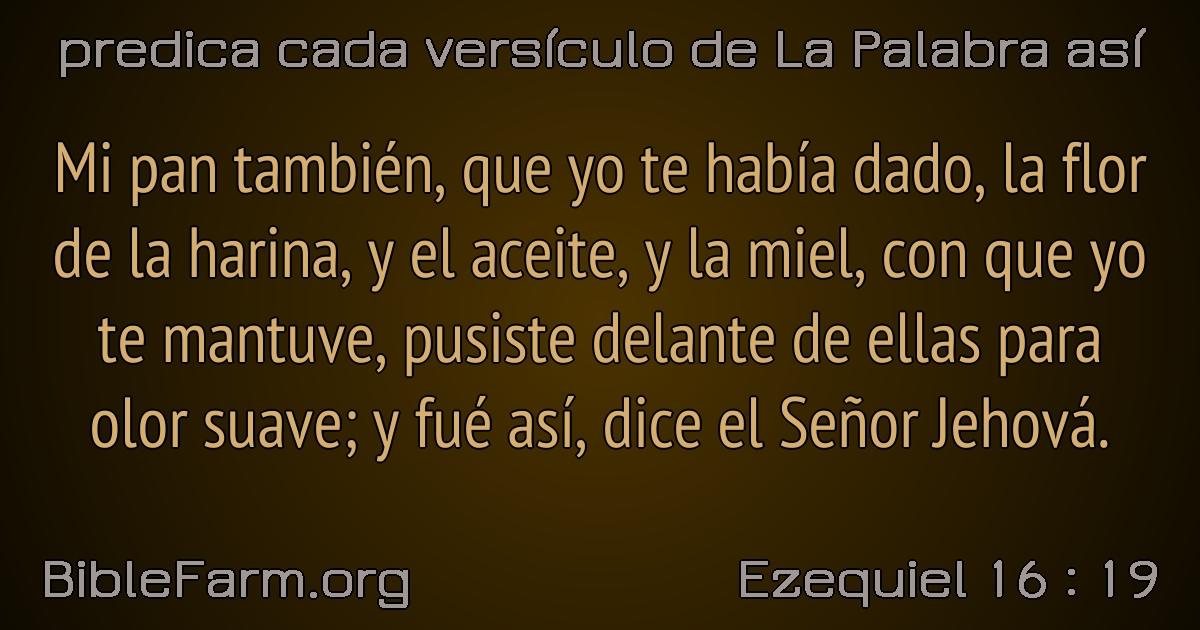 predica cada versículo de La Palabra así
Mi pan también, que yo te había dado, la flor
de la harina, y el aceite, y la miel, con que yo
te mantuve, pusiste delante de ellas para
olor suave; y fué así, dice el Señor Jehová.
BibleFarm.org
Ezequiel 16 : 19